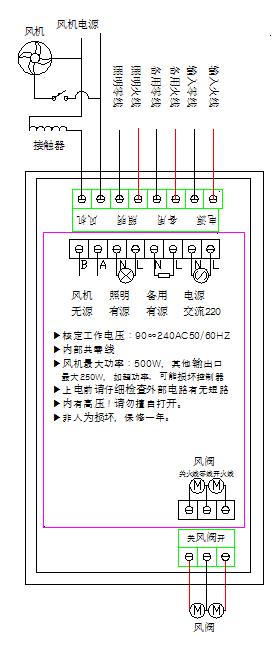 风机电源
风机
接触器
照明零线
照明火线
备用零线
备用火线
输入零线
输入火线
风机
照明
备用
电源
B A N L N L
风机 照明 备用 电源
无源 有源 有源 交流220
▶核定工作电压：90∽240AC50/60HZ
▶内部共零线
▶风机最大功率：500W，其他输出口
最大250W，如超功率，可能损坏控制器
▶上电前请仔细检查外部电路有无短路
▶内有高压！请勿擅自打开。
▶非人为损坏，保修一年。
风阀
关火线零线开火线
M M
关风阀开
M M
风阀